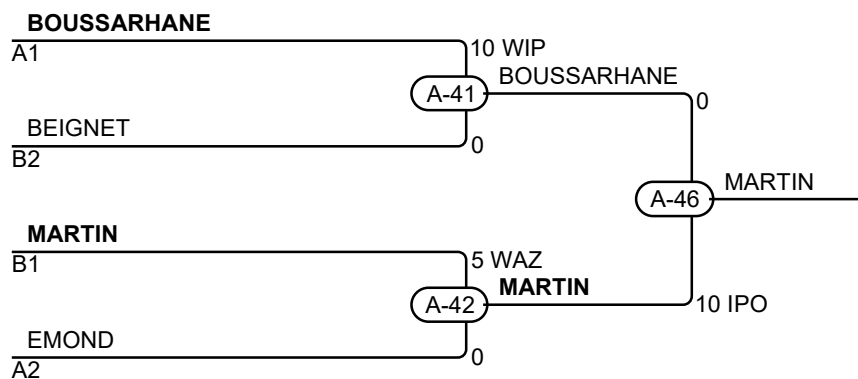 BOUSSARHANE
A1
10 WIP
A-41
BOUSSARHANE
0
BEIGNET
B2
0
A-46
MARTIN
MARTIN
B1
5 WAZ
A-42
MARTIN
10 IPO
EMOND
A2
0